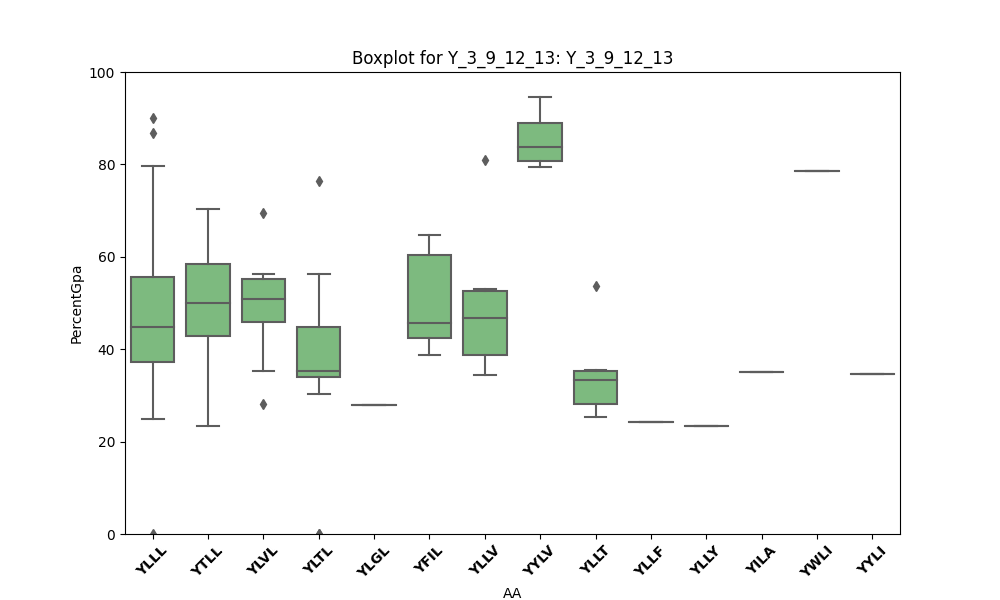 Boxplot for Y_3_9_12_13: Y_3_9_12_13
100
80
60
40
20
0
PercentGpa
YLLL YTLL YLVL YLTL YLGL YFIL YLLV YYLV YLLT YLLF YLLY YILA YWLI YYLI
AA